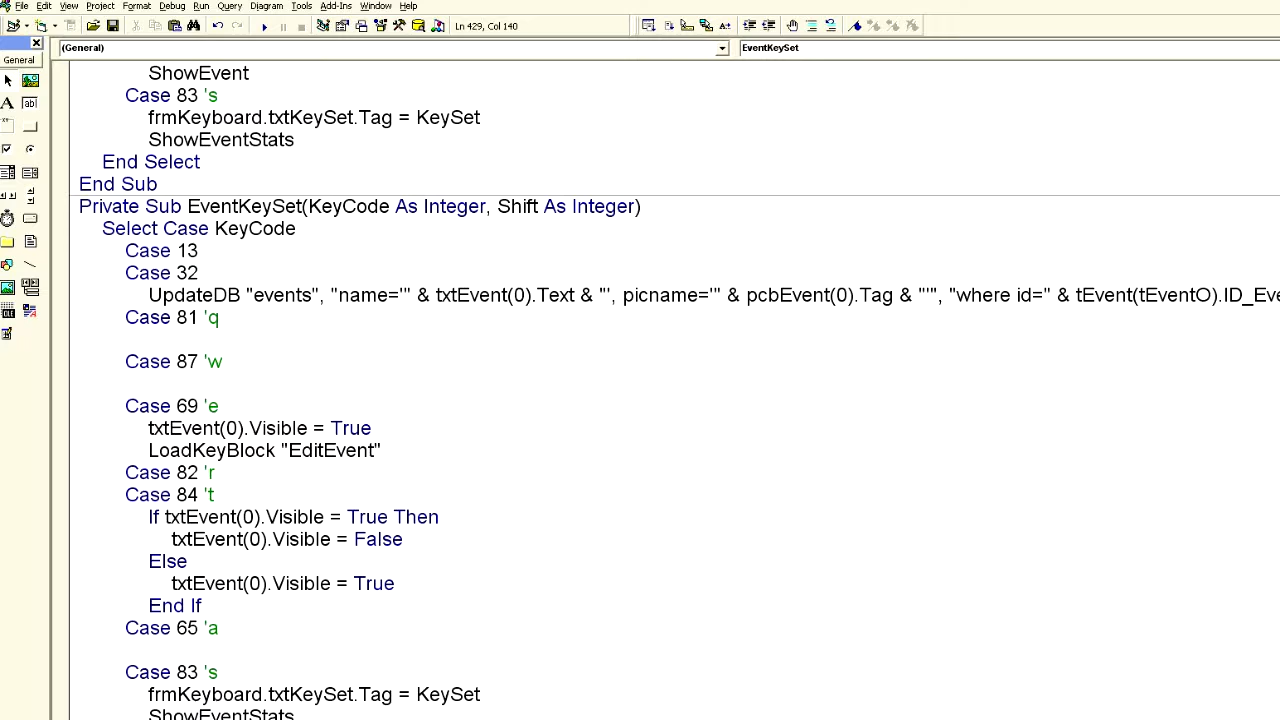 File Edit View Project Format Debug Run Query Diagram Tools Add-Ins Window Help
Ln 429, Col 140
General
(General) EventKeySet
A ab
xv
OLE
ShowEvent
Case 83 's
frmKeyboard.txtKeySet.Tag = KeySet
ShowEventStats
End Select
End Sub
Private Sub EventKeySet(KeyCode As Integer, Shift As Integer)
Select Case KeyCode
Case 13
Case 32
UpdateDB "events", "name='" & txtEvent(0).Text & "', picname='" & pcbEvent(0).Tag & "'", "where id=" & tEvent(tEventO).ID_Eve
Case 81 'q
Case 87 'w
Case 69 'e
txtEvent(0).Visible = True
LoadKeyBlock "EditEvent"
Case 82 'r
Case 84 't
If txtEvent(0).Visible = True Then
txtEvent(0).Visible = False
Else
txtEvent(0).Visible = True
End If
Case 65 'a
Case 83 's
frmKeyboard.txtKeySet.Tag = KeySet
ShowEventStats